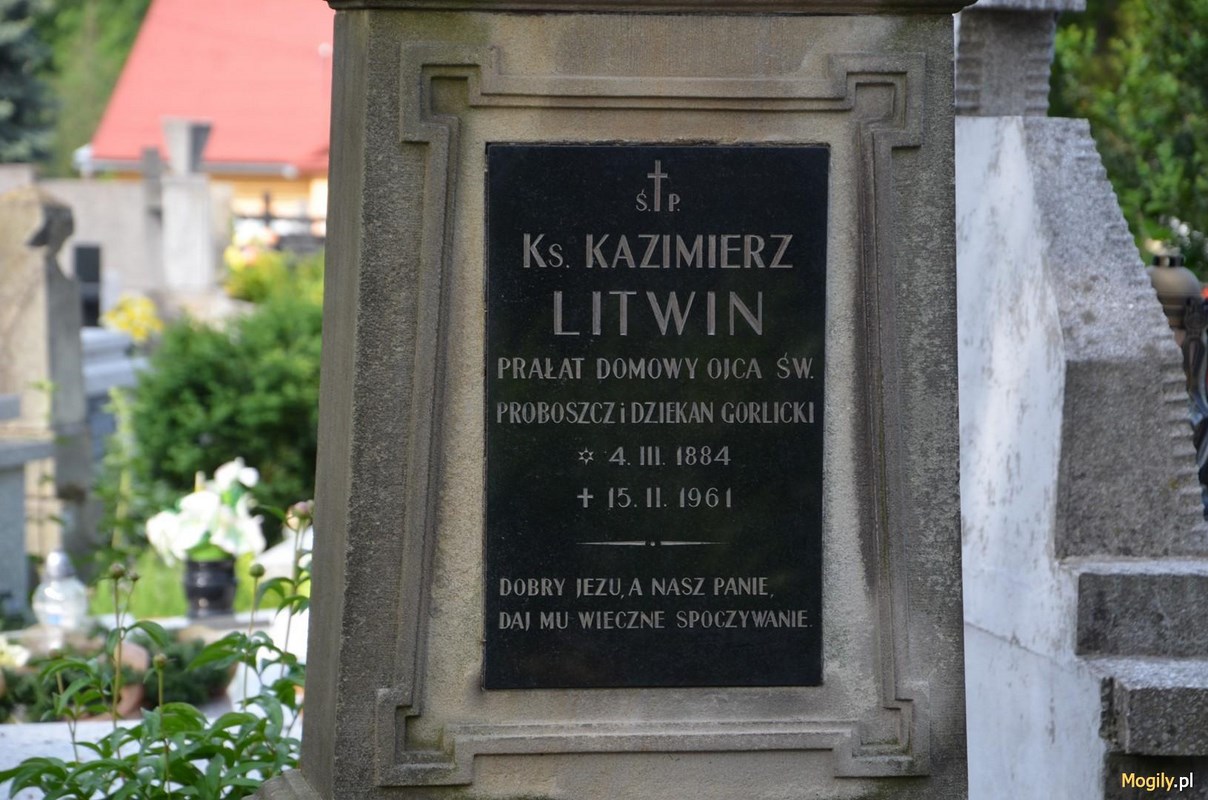 Ś. P.
Ks. KAZIMIERZ
LITWIN
PRAŁAT DOMOWY OJCA ŚW.
PROBOSZCZ i DZIEKAN GORLICKI
✡ 4. III. 1884
✝ 15. II. 1961
DOBRY JEZU, A NASZ PANIE,
DAJ MU WIECZNE SPOCZYWANIE.
Mogily.pl